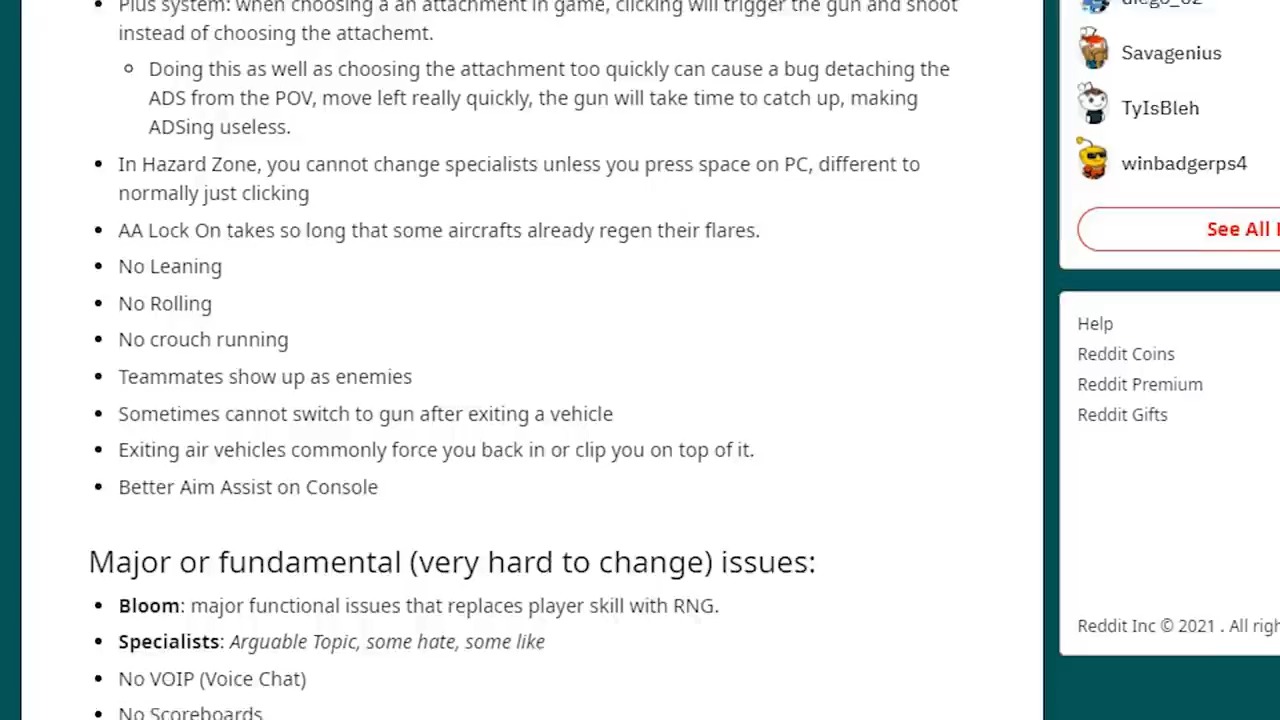 Plus system: when choosing a an attachment in game, clicking will trigger the gun and shoot
instead of choosing the attachemt.
Doing this as well as choosing the attachment too quickly can cause a bug detaching the
ADS from the POV, move left really quickly, the gun will take time to catch up, making
ADSing useless.
In Hazard Zone, you cannot change specialists unless you press space on PC, different to
normally just clicking
AA Lock On takes so long that some aircrafts already regen their flares.
No Leaning
No Rolling
No crouch running
Teammates show up as enemies
Sometimes cannot switch to gun after exiting a vehicle
Exiting air vehicles commonly force you back in or clip you on top of it.
Better Aim Assist on Console
Major or fundamental (very hard to change) issues:
Bloom: major functional issues that replaces player skill with RNG.
Specialists: Arguable Topic, some hate, some like
No VOIP (Voice Chat)
No Scoreboards
diego_02
Savagenius
TyIsBleh
winbadgerps4
See All
Help
Reddit Coins
Reddit Premium
Reddit Gifts
Reddit Inc © 2021 . All